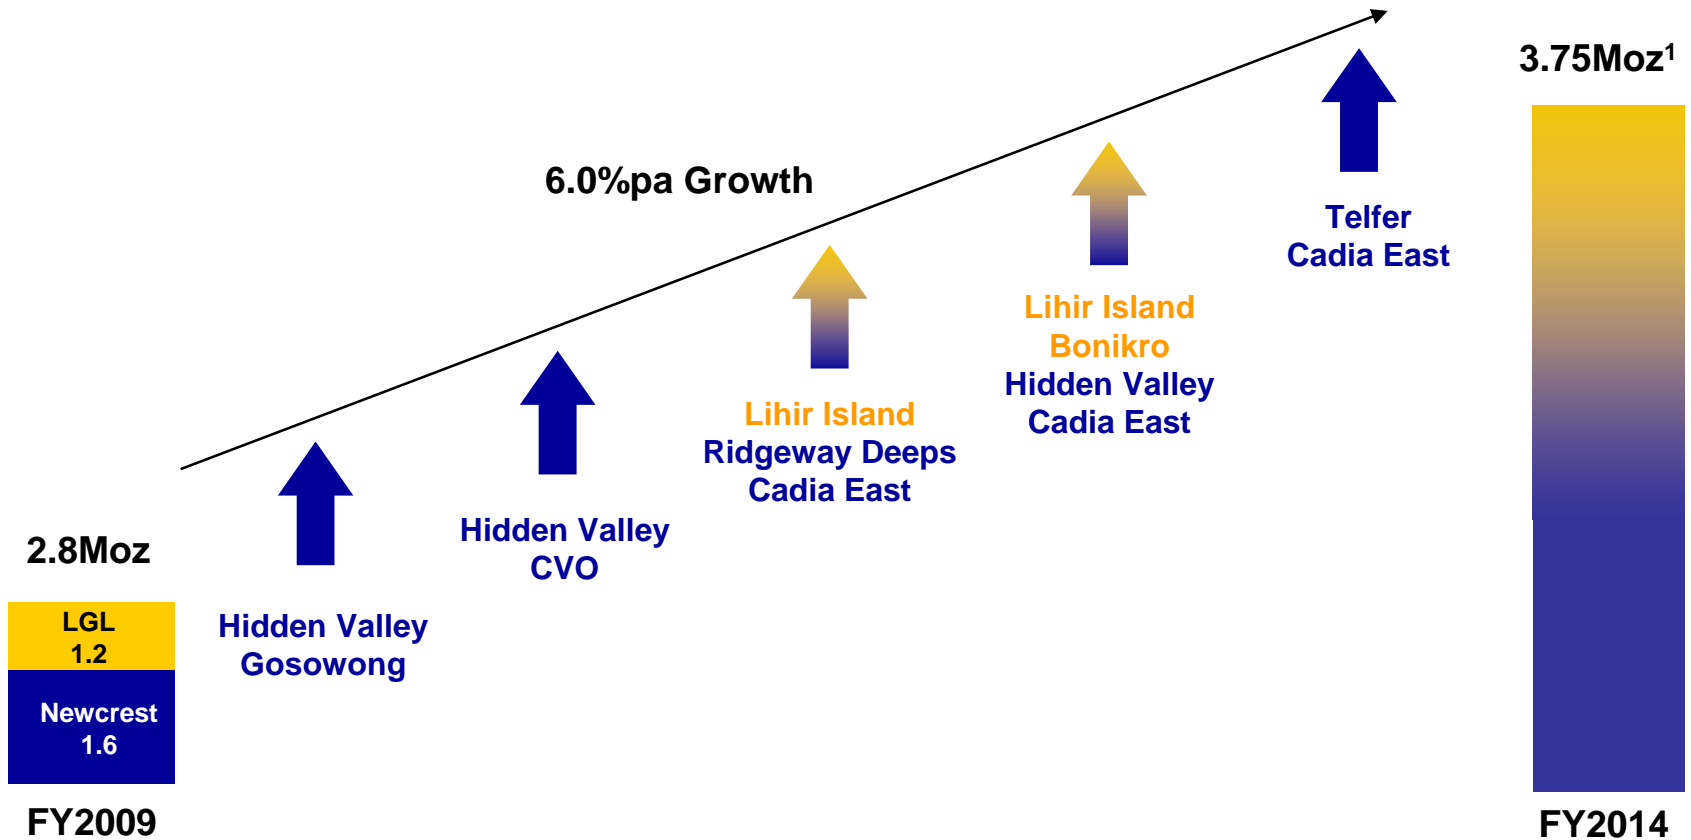 3.75Moz¹
6.0%pa Growth
Telfer
Cadia East
Lihir Island
Bonikro
Hidden Valley
Cadia East
Lihir Island
Ridgeway Deeps
Cadia East
Hidden Valley
CVO
2.8Moz
LGL
1.2
Hidden Valley
Gosowong
Newcrest
1.6
FY2009
FY2014